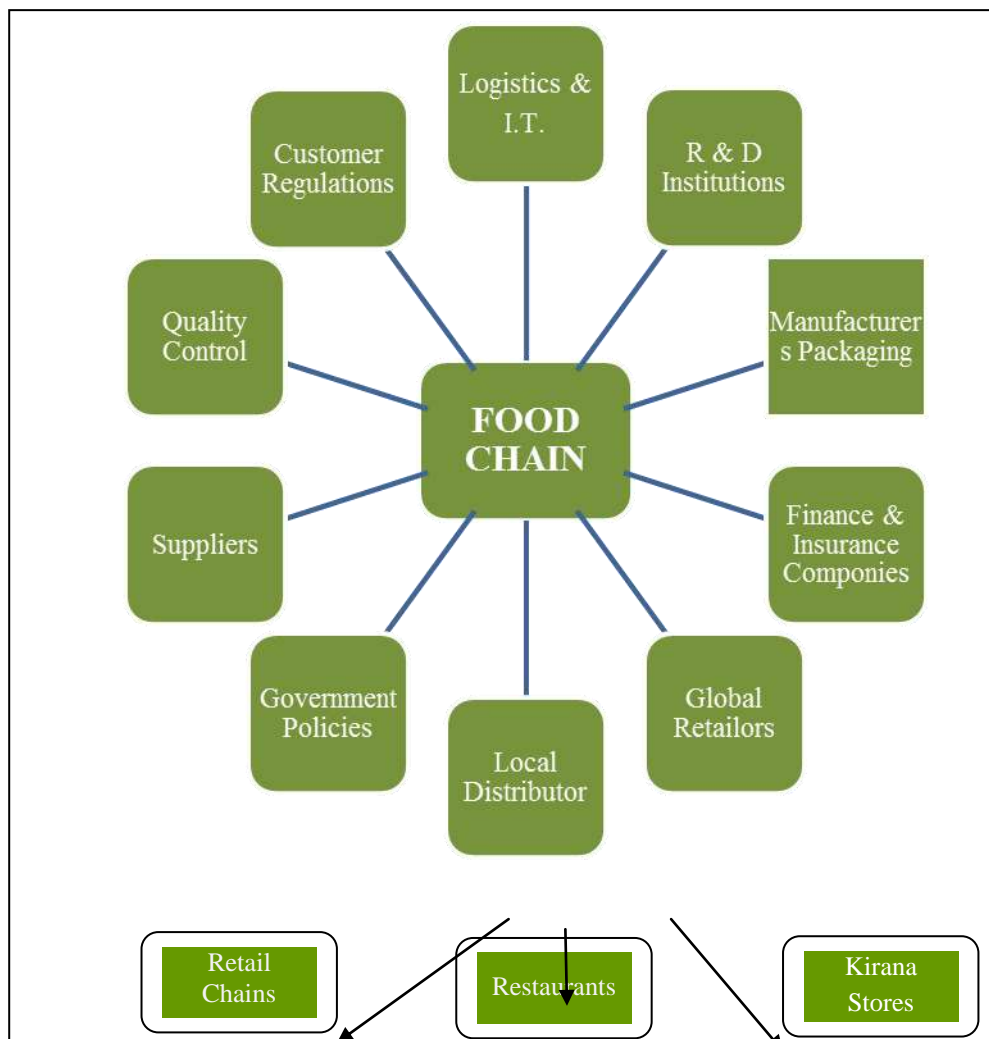 Logistics &
I.T.
Customer
Regulations
R & D
Institutions
Quality
Control
Manufacturer
s Packaging
FOOD
CHAIN
Suppliers
Finance &
Insurance
Componies
Government
Policies
Local
Distributor
Global
Retailors
Retail
Chains
Restaurants
Kirana
Stores